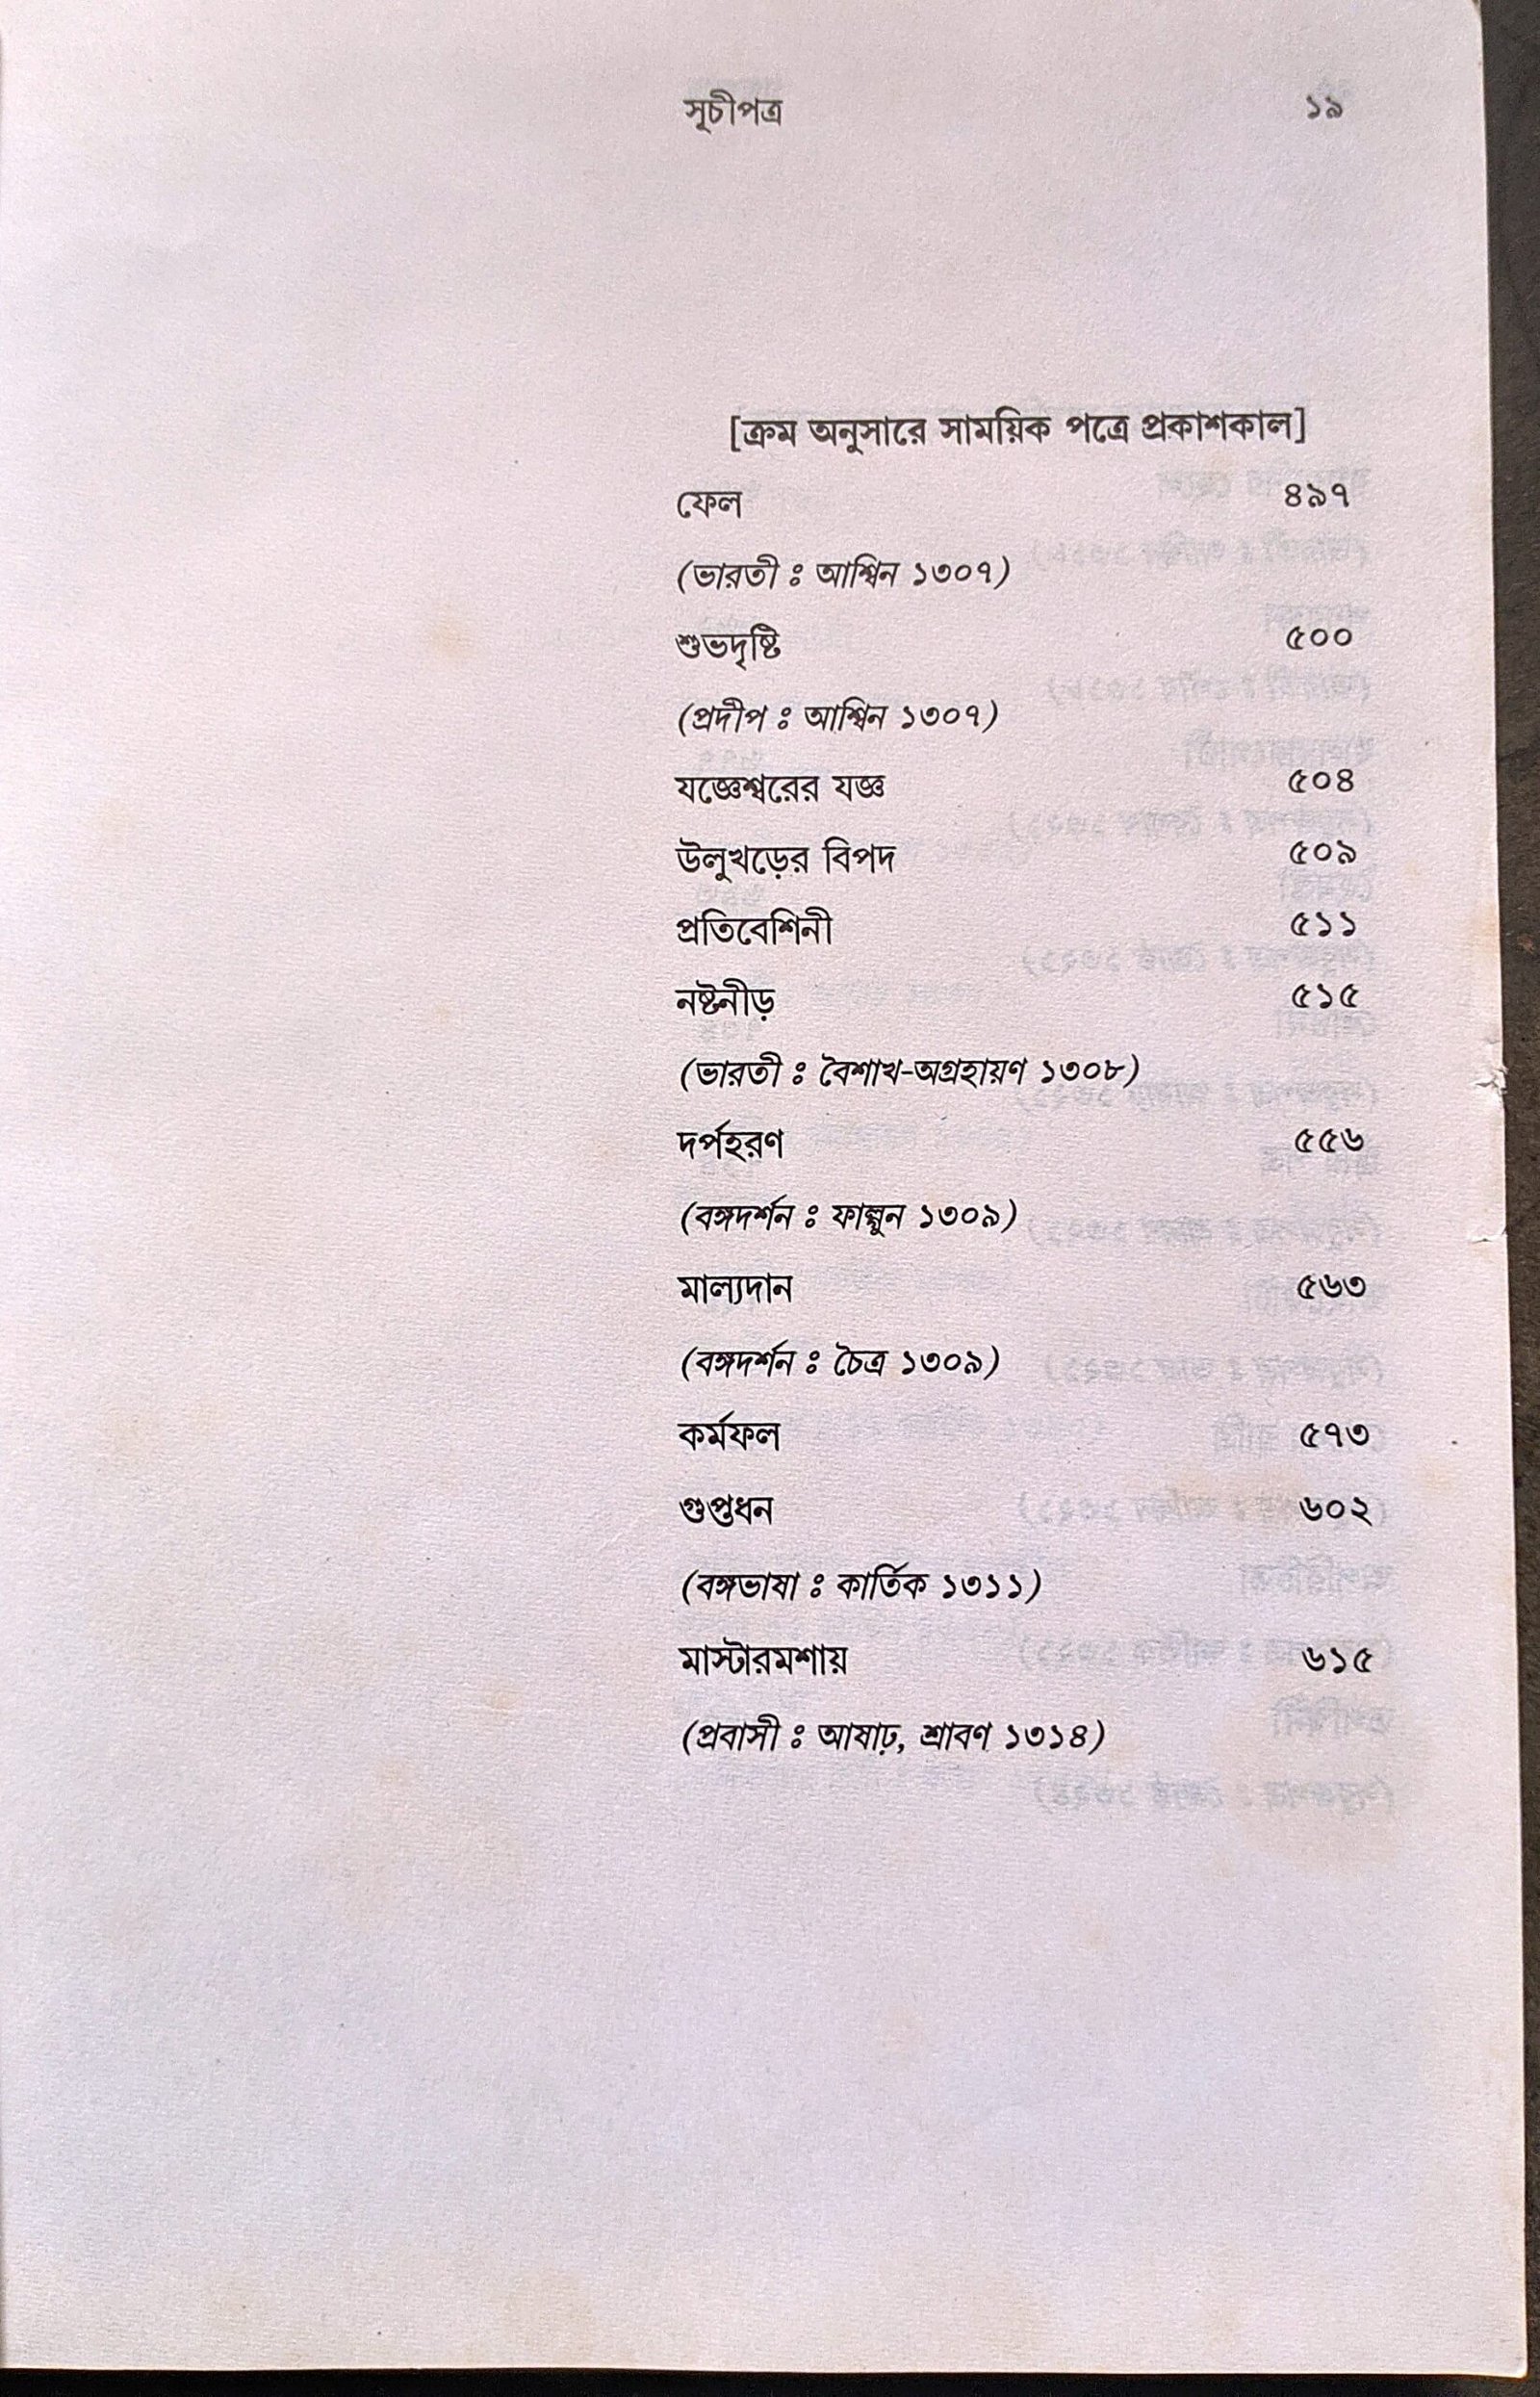 সূচীপত্র ১৯
[ক্রম অনুসারে সাময়িক পত্রে প্রকাশকাল]
ফেল ৪৯৭
(ভারতী ঃ আশ্বিন ১৩০৭)
শুভদৃষ্টি ৫০০
(প্রদীপ ঃ আশ্বিন ১৩০৭)
যজ্ঞেশ্বরের যজ্ঞ ৫০৪
উলুখড়ের বিপদ ৫০৯
প্রতিবেশিনী ৫১১
নষ্টনীড় ৫১৫
(ভারতী ঃ বৈশাখ-অগ্রহায়ণ ১৩০৮)
দর্পহরণ ৫৫৬
(বঙ্গদর্শন ঃ ফাল্গুন ১৩০৯)
মাল্যদান ৫৬৩
(বঙ্গদর্শন ঃ চৈত্র ১৩০৯)
কর্মফল ৫৭৩
গুপ্তধন ৬০২
(বঙ্গভাষা ঃ কার্তিক ১৩১১)
মাস্টারমশায় ৬১৫
(প্রবাসী ঃ আষাঢ়, শ্রাবণ ১৩১৪)